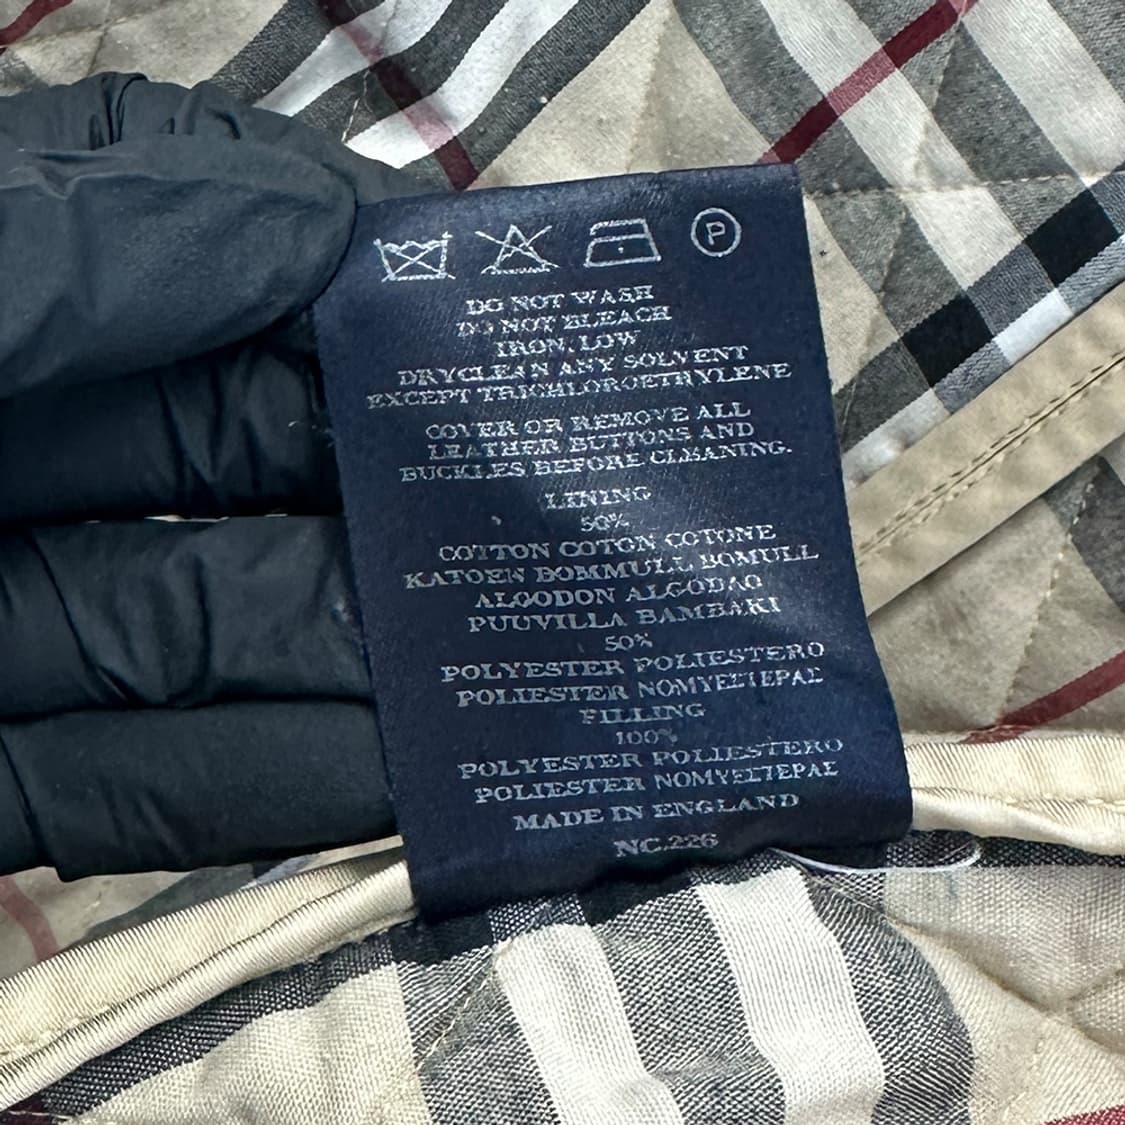 P
DO NOT WASH
DO NOT BLEACH
IRON, LOW
DRYCLEAN ANY SOLVENT
EXCEPT TRICHLOROETHYLENE
COVER OR REMOVE ALL
LEATHER BUTTONS AND
BUCKLES BEFORE CLEANING.
LINING
50%
COTTON COTON COTONE
KATOEN BOMMULL BOMULL
ALGODON ALGODAO
PUUVILLA BAMBAKI
50%
POLYESTER POLIESTERO
POLIESTER ΠΟΛΥΕΣΤΕΡΑΣ
FILLING
100%
POLYESTER POLIESTERO
POLIESTER ΠΟΛΥΕΣΤΕΡΑΣ
MADE IN ENGLAND
NC.226